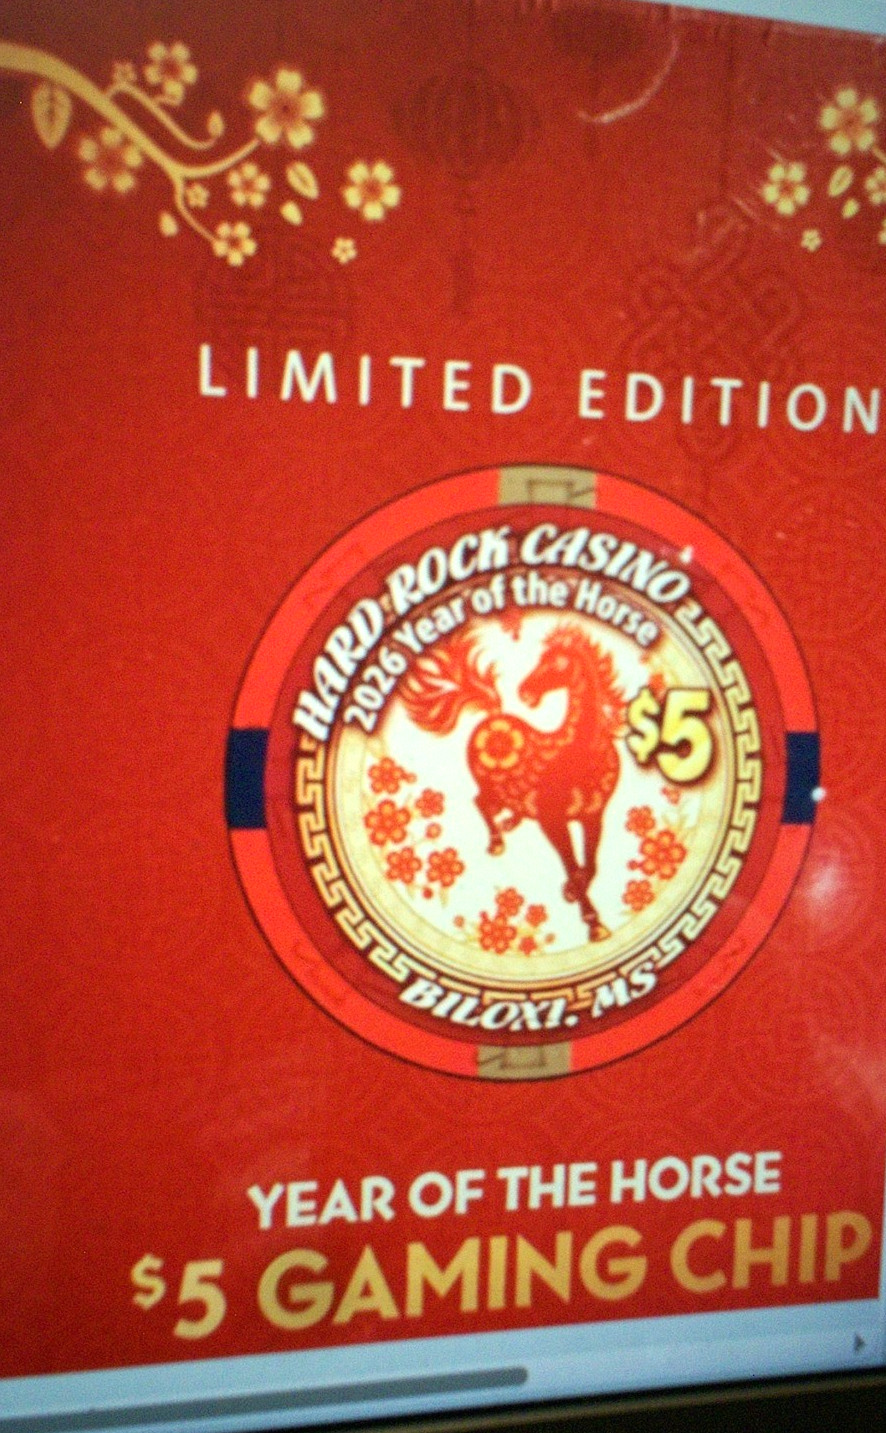 LIMITED EDITION
HARD ROCK CASINO
2026 Year of the Horse
$5
BILOXI. MS
YEAR OF THE HORSE
$5 GAMING CHIP